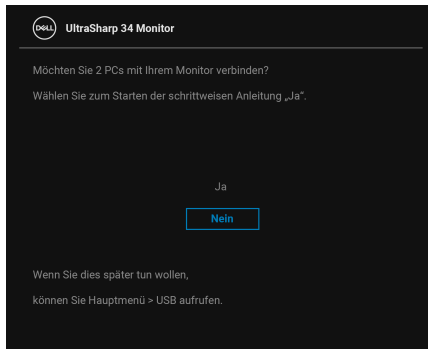 DELL UltraSharp 34 Monitor
Möchten Sie 2 PCs mit Ihrem Monitor verbinden?
Wählen Sie zum Starten der schrittweisen Anleitung „Ja“.
Ja
Nein
Wenn Sie dies später tun wollen,
können Sie Hauptmenü > USB aufrufen.